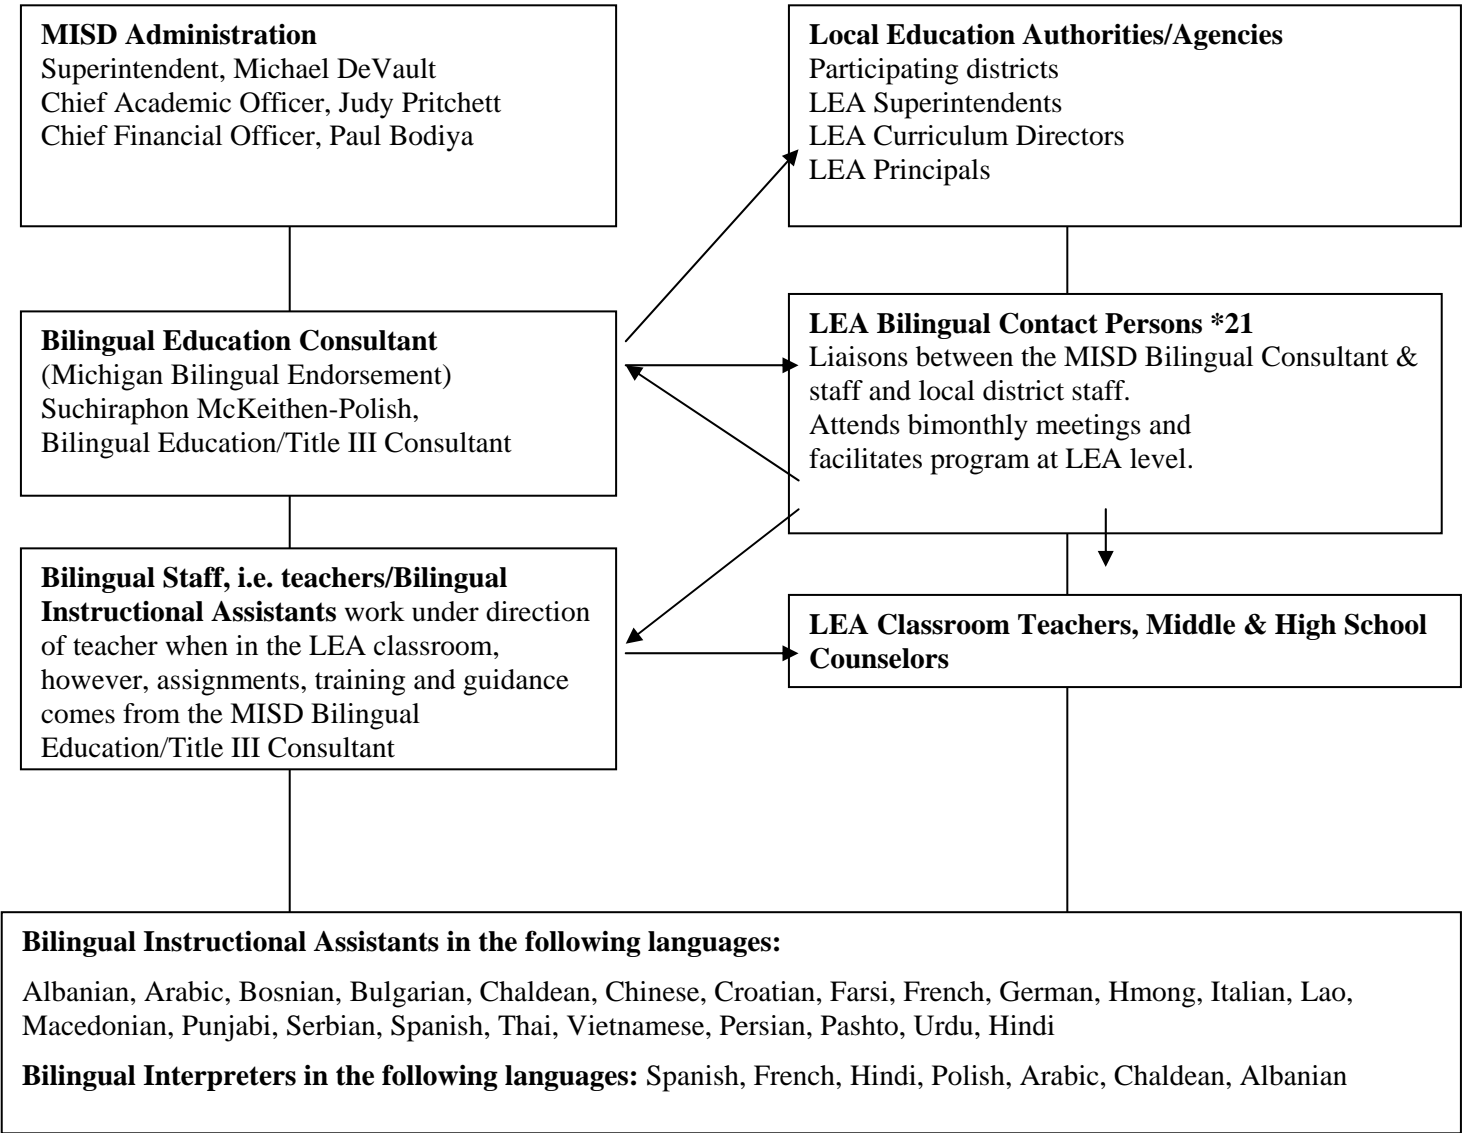 MISD Administration
Superintendent, Michael DeVault
Chief Academic Officer, Judy Pritchett
Chief Financial Officer, Paul Bodiya
Local Education Authorities/Agencies
Participating districts
LEA Superintendents
LEA Curriculum Directors
LEA Principals
Bilingual Education Consultant
(Michigan Bilingual Endorsement)
Suchiraphon McKeithen-Polish,
Bilingual Education/Title III Consultant
LEA Bilingual Contact Persons *21
Liaisons between the MISD Bilingual Consultant &
staff and local district staff.
Attends bimonthly meetings and
facilitates program at LEA level.
Bilingual Staff, i.e. teachers/Bilingual
Instructional Assistants work under direction
of teacher when in the LEA classroom,
however, assignments, training and guidance
comes from the MISD Bilingual
Education/Title III Consultant
LEA Classroom Teachers, Middle & High School
Counselors
Bilingual Instructional Assistants in the following languages:
Albanian, Arabic, Bosnian, Bulgarian, Chaldean, Chinese, Croatian, Farsi, French, German, Hmong, Italian, Lao,
Macedonian, Punjabi, Serbian, Spanish, Thai, Vietnamese, Persian, Pashto, Urdu, Hindi
Bilingual Interpreters in the following languages: Spanish, French, Hindi, Polish, Arabic, Chaldean, Albanian